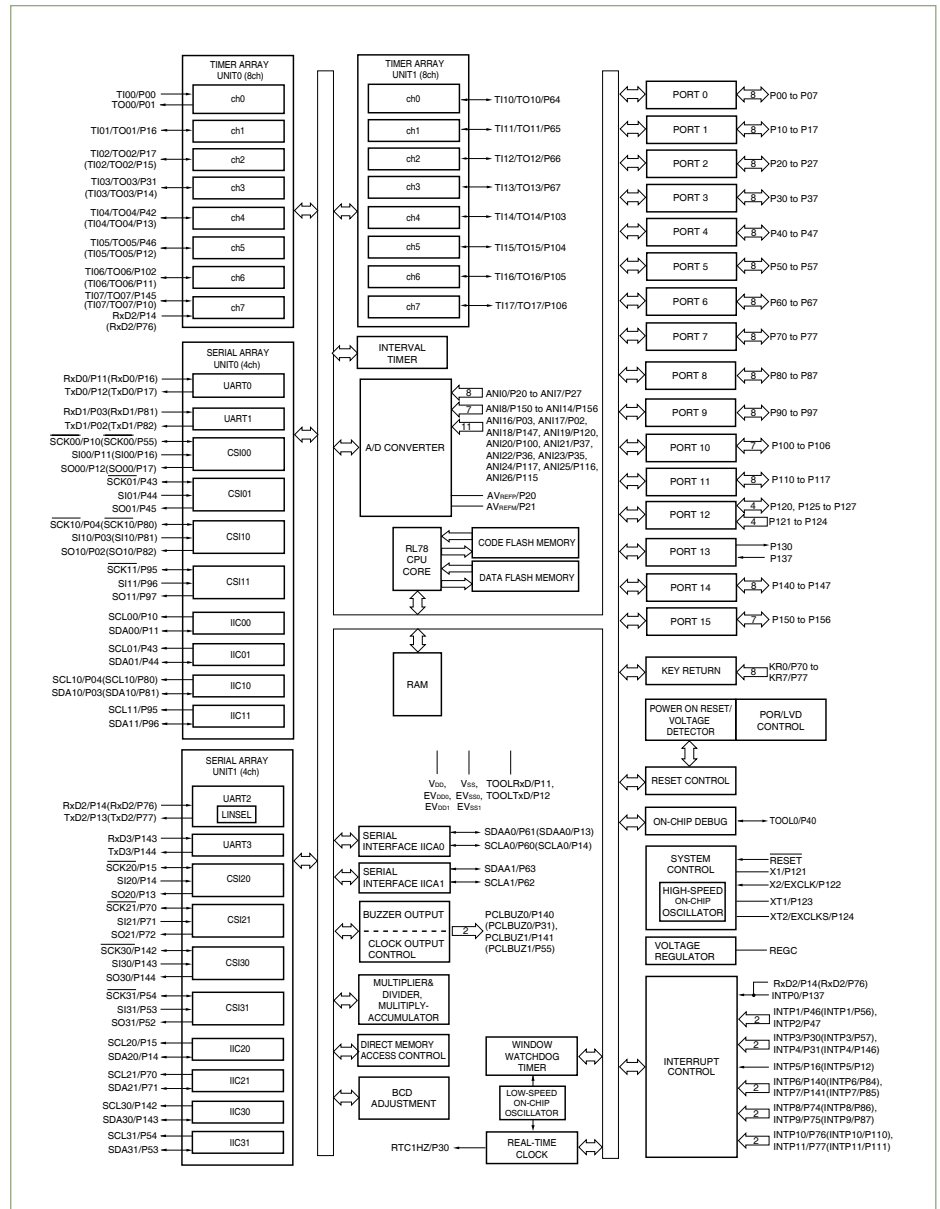 TIMER ARRAY
UNIT0 (8ch)
TI00/P00
TO00/P01
ch0
TI01/TO01/P16
ch1
TI02/TO02/P17
(TI02/TO02/P15)
ch2
TI03/TO03/P31
(TI03/TO03/P14)
ch3
TI04/TO04/P42
(TI04/TO04/P13)
ch4
TI05/TO05/P46
(TI05/TO05/P12)
ch5
TI06/TO06/P102
(TI06/TO06/P11)
ch6
TI07/TO07/P145
(TI07/TO07/P10)
RxD2/P14
(RxD2/P76)
ch7
SERIAL ARRAY
UNIT0 (4ch)
RxD0/P11(RxD0/P16)
TxD0/P12(TxD0/P17)
UART0
RxD1/P03(RxD1/P81)
TxD1/P02(TxD1/P82)
UART1
SCK00/P10(SCK00/P55)
SI00/P11(SI00/P16)
SO00/P12(SO00/P17)
CSI00
SCK01/P43
SI01/P44
SO01/P45
CSI01
SCK10/P04(SCK10/P80)
SI10/P03(SI10/P81)
SO10/P02(SO10/P82)
CSI10
SCK11/P95
SI11/P96
SO11/P97
CSI11
SCL00/P10
SDA00/P11
IIC00
SCL01/P43
SDA01/P44
IIC01
SCL10/P04(SCL10/P80)
SDA10/P03(SDA10/P81)
IIC10
SCL11/P95
SDA11/P96
IIC11
SERIAL ARRAY
UNIT1 (4ch)
RxD2/P14(RxD2/P76)
TxD2/P13(TxD2/P77)
UART2
LINSEL
RxD3/P143
TxD3/P144
UART3
SCK20/P15
SI20/P14
SO20/P13
CSI20
SCK21/P70
SI21/P71
SO21/P72
CSI21
SCK30/P142
SI30/P143
SO30/P144
CSI30
SCK31/P54
SI31/P53
SO31/P52
CSI31
SCL20/P15
SDA20/P14
IIC20
SCL21/P70
SDA21/P71
IIC21
SCL30/P142
SDA30/P143
IIC30
SCL31/P54
SDA31/P53
IIC31
TIMER ARRAY
UNIT1 (8ch)
ch0
TI10/TO10/P64
ch1
TI11/TO11/P65
ch2
TI12/TO12/P66
ch3
TI13/TO13/P67
ch4
TI14/TO14/P103
ch5
TI15/TO15/P104
ch6
TI16/TO16/P105
ch7
TI17/TO17/P106
INTERVAL
TIMER
A/D CONVERTER
8 ANI0/P20 to ANI7/P27
7 ANI8/P150 to ANI14/P156
11 ANI16/P03, ANI17/P02,
ANI18/P147, ANI19/P120,
ANI20/P100, ANI21/P37,
ANI22/P36, ANI23/P35,
ANI24/P117, ANI25/P116,
ANI26/P115
AVREFP/P20
AVREFM/P21
RL78
CPU
CORE
CODE FLASH MEMORY
DATA FLASH MEMORY
RAM
VDD,
EVDD0,
EVDD1
VSS,
EVSS0,
EVSS1
TOOLRxD/P11,
TOOLTxD/P12
SERIAL
INTERFACE IICA0
SDAA0/P61(SDAA0/P13)
SCLA0/P60(SCLA0/P14)
SERIAL
INTERFACE IICA1
SDAA1/P63
SCLA1/P62
BUZZER OUTPUT
CLOCK OUTPUT
CONTROL
2 PCLBUZ0/P140
(PCLBUZ0/P31),
PCLBUZ1/P141
(PCLBUZ1/P55)
MULTIPLIER&
DIVIDER,
MULITIPLY-
ACCUMULATOR
DIRECT MEMORY
ACCESS CONTROL
BCD
ADJUSTMENT
WINDOW
WATCHDOG
TIMER
LOW-SPEED
ON-CHIP
OSCILLATOR
RTC1HZ/P30
REAL-TIME
CLOCK
PORT 0 8 P00 to P07
PORT 1 8 P10 to P17
PORT 2 8 P20 to P27
PORT 3 8 P30 to P37
PORT 4 8 P40 to P47
PORT 5 8 P50 to P57
PORT 6 8 P60 to P67
PORT 7 8 P70 to P77
PORT 8 8 P80 to P87
PORT 9 8 P90 to P97
PORT 10 7 P100 to P106
PORT 11 8 P110 to P117
PORT 12 4 P120, P125 to P127
4 P121 to P124
PORT 13 P130
P137
PORT 14 8 P140 to P147
PORT 15 7 P150 to P156
KEY RETURN 8 KR0/P70 to
KR7/P77
POWER ON RESET/
VOLTAGE
DETECTOR
POR/LVD
CONTROL
RESET CONTROL
ON-CHIP DEBUG TOOL0/P40
SYSTEM
CONTROL
HIGH-SPEED
ON-CHIP
OSCILLATOR
RESET
X1/P121
X2/EXCLK/P122
XT1/P123
XT2/EXCLKS/P124
VOLTAGE
REGULATOR
REGC
INTERRUPT
CONTROL
RxD2/P14(RxD2/P76)
INTP0/P137
2 INTP1/P46(INTP1/P56),
INTP2/P47
2 INTP3/P30(INTP3/P57),
INTP4/P31(INTP4/P146)
INTP5/P16(INTP5/P12)
2 INTP6/P140(INTP6/P84),
INTP7/P141(INTP7/P85)
2 INTP8/P74(INTP8/P86),
INTP9/P75(INTP9/P87)
2 INTP10/P76(INTP10/P110),
INTP11/P77(INTP11/P111)